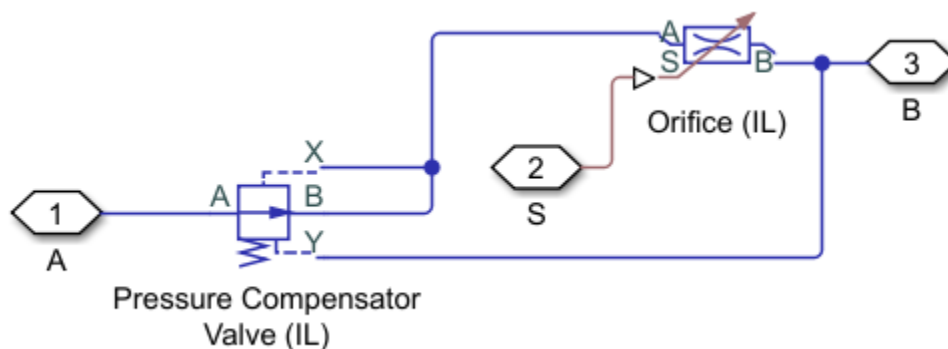 A
S
B
Orifice (IL)
3
B
2
S
X
A
B
Y
1
A
Pressure Compensator
Valve (IL)